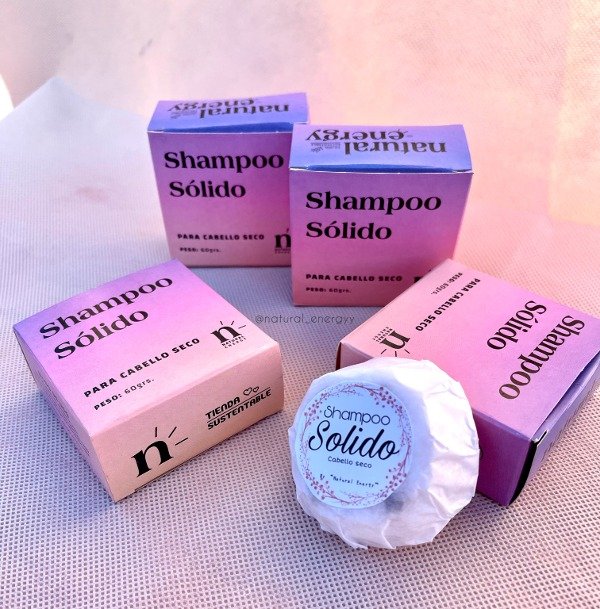 natural
energy
Shampoo
Sólido
PARA CABELLO SECO
PESO: 60grs.
n
natural
energy
Shampoo
Sólido
PARA CABELLO SECO
PESO: 60grs.
Shampoo
Sólido
PARA CABELLO SECO
PESO: 60grs.
n
TIENDA
SUSTENTABLE
n
@natural_energyy
Shampoo
Sólido
PARA CABELLO SECO
PESO: 60grs.
n
Shampoo
Solido
Cabello seco
"Natural Energy"